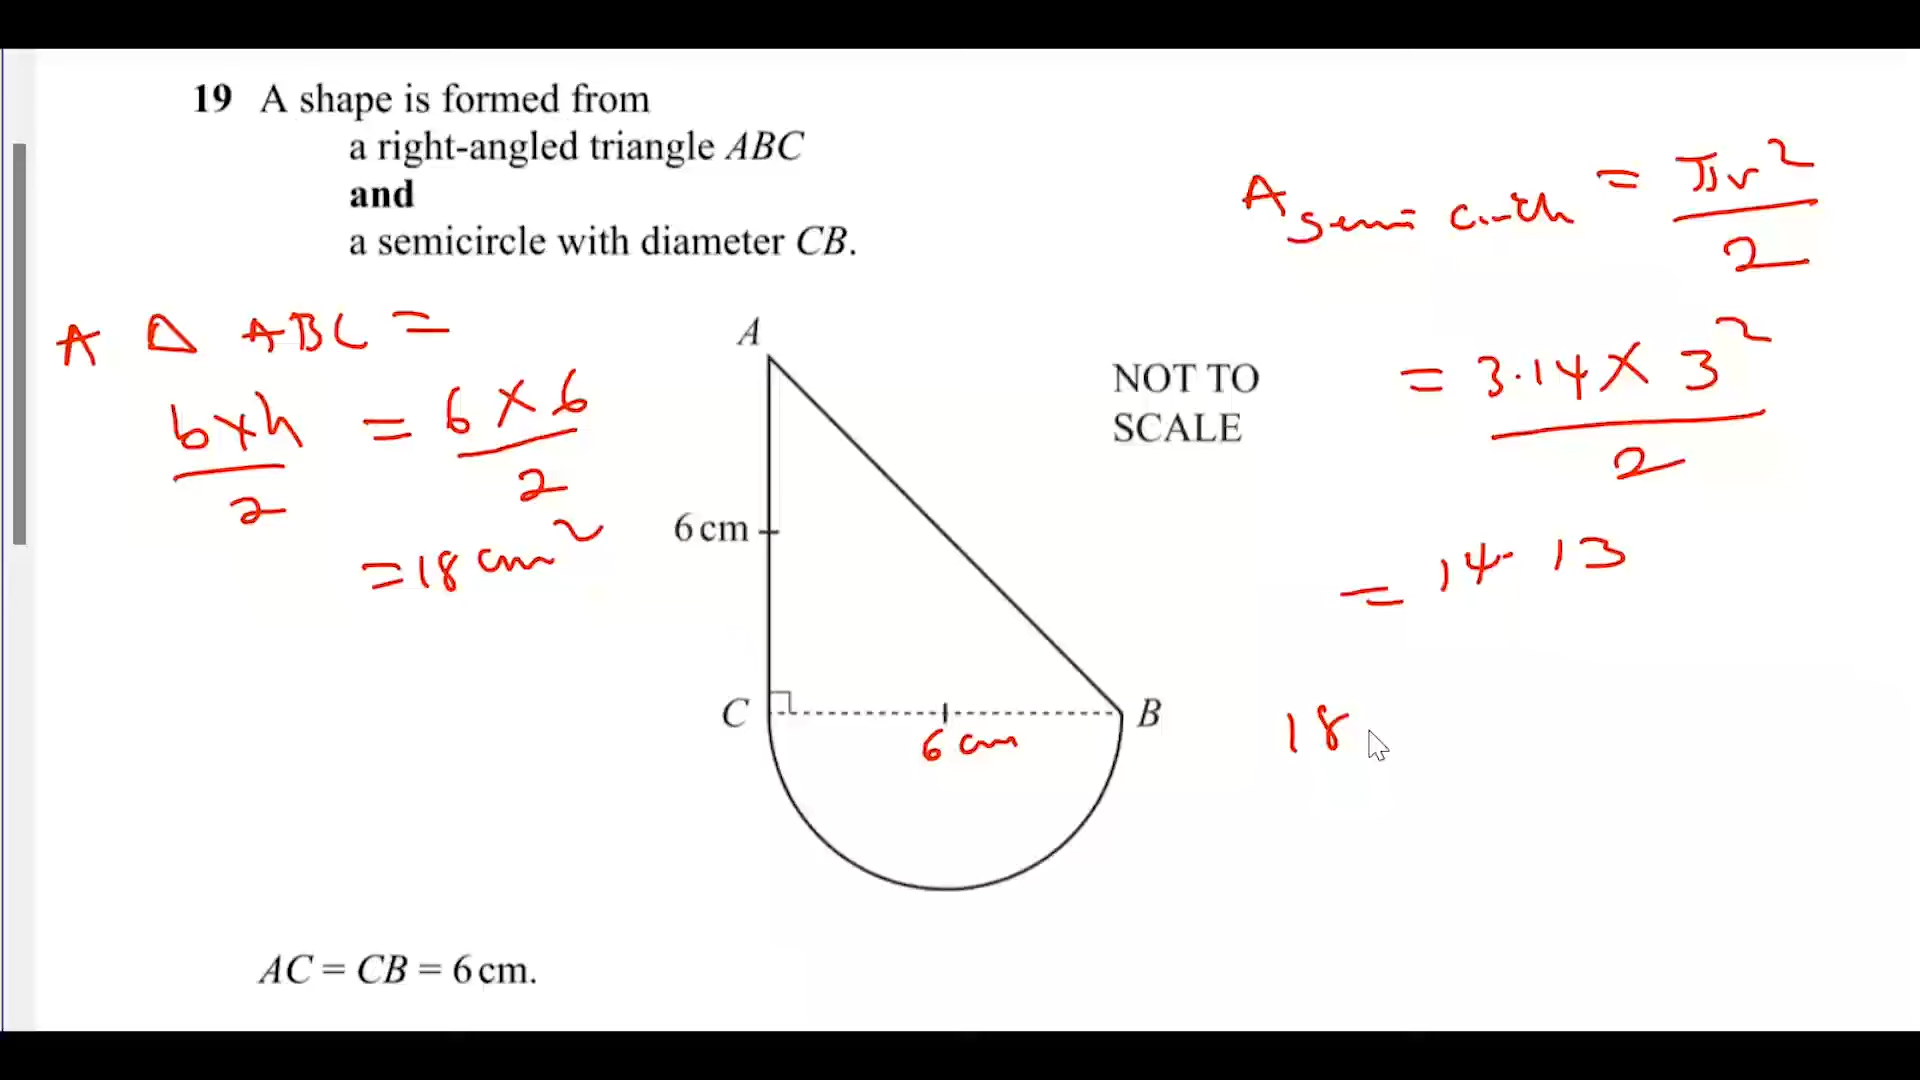 19 A shape is formed from
a right-angled triangle ABC
and
a semicircle with diameter CB.
A △ ABC =
b×h/2 = 6×6/2
= 18 cm²
A
6 cm
C
B
6 cm
NOT TO
SCALE
A semi = πr²/2
= 3.14 × 3²/2
= 14.13
18
AC = CB = 6 cm.